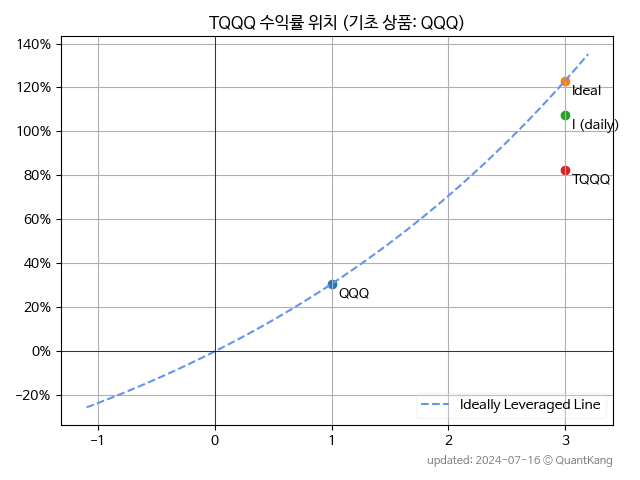 TQQQ 수익률 위치 (기초 상품: QQQ)
140%
120%
100%
80%
60%
40%
20%
0%
−20%
Ideal
I (daily)
TQQQ
QQQ
Ideally Leveraged Line
−1 0 1 2 3
updated: 2024-07-16 © QuantKang